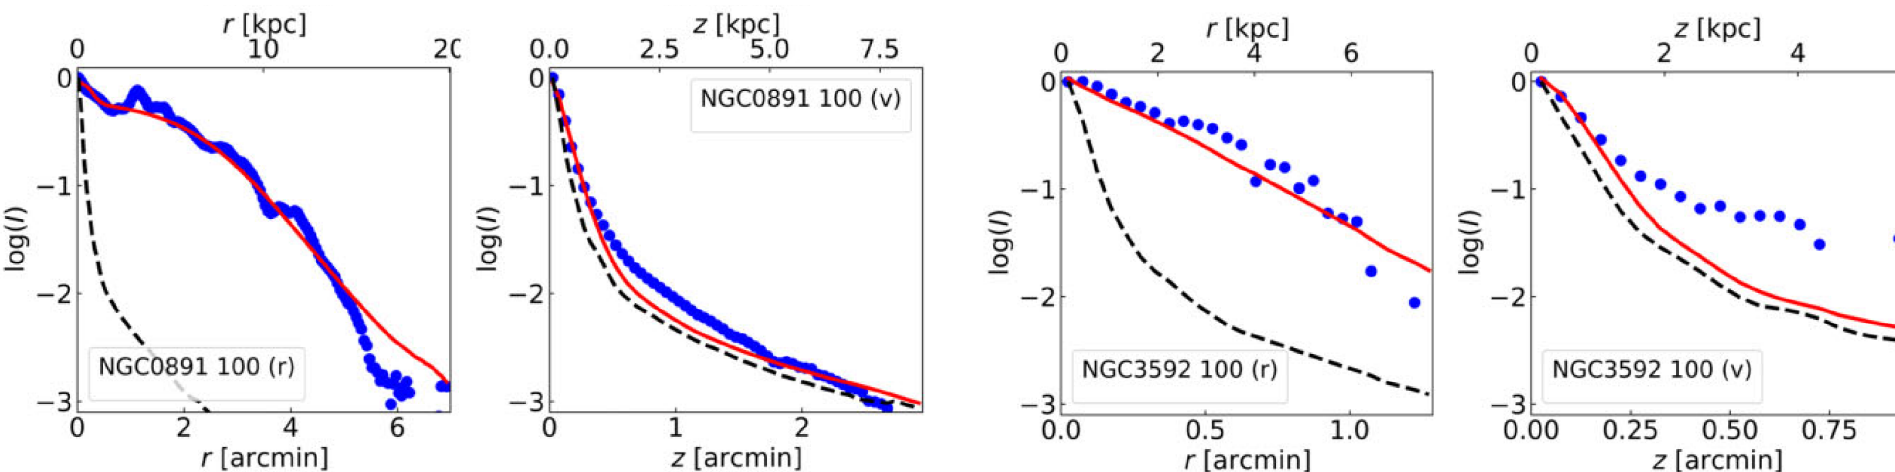 r [kpc]
0 10 20
log(I)
0
−1
−2
−3
NGC0891 100 (r)
0 2 4 6
r [arcmin]
z [kpc]
0.0 2.5 5.0 7.5
log(I)
0
−1
−2
−3
NGC0891 100 (v)
0 1 2
z [arcmin]
r [kpc]
0 2 4 6
log(I)
0
−1
−2
−3
NGC3592 100 (r)
0.0 0.5 1.0
r [arcmin]
z [kpc]
0 2 4
log(I)
0
−1
−2
−3
NGC3592 100 (v)
0.00 0.25 0.50 0.75
z [arcmin]